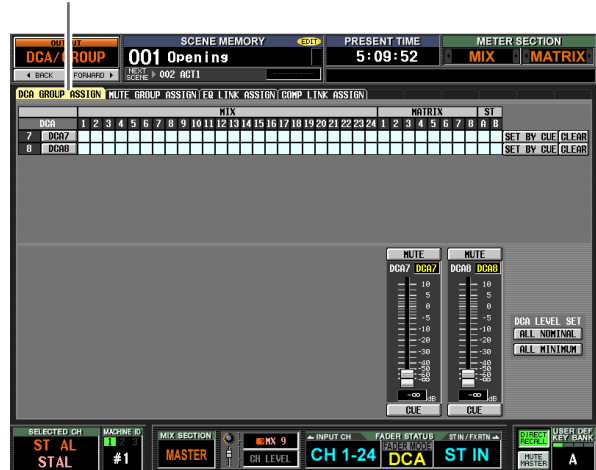 OUTPUT SCENE MEMORY EDIT PRESENT TIME METER SECTION
DCA/GROUP 001 Opening 5:09:52 MIX MATRIX
BACK FORWARD NEXT SCENE 002 ACT1
DCA GROUP ASSIGN MUTE GROUP ASSIGN EQ LINK ASSIGN COMP LINK ASSIGN
MIX MATRIX ST
DCA 1 2 3 4 5 6 7 8 9 10 11 12 13 14 15 16 17 18 19 20 21 22 23 24 1 2 3 4 5 6 7 8 A B
7 DCA7 SET BY CUE CLEAR
8 DCA8 SET BY CUE CLEAR
MUTE MUTE
DCA7 DCA7 DCA8 DCA8
10 10
5 5
0 0
-5 -5
-10 -10
-20 -20
-30 -30
-40 -40
-50 -50
-60 -60
-∞ dB -∞ dB
CUE CUE
DCA LEVEL SET
ALL NOMINAL
ALL MINIMUM
SELECTED CH MACHINE ID MIX SECTION MX 9 INPUT CH FADER STATUS ST IN/FXRTN DIRECT RECALL USER DEF KEY BANK
ST AL 1 2 3 FADER MODE
STAL #1 MASTER CH LEVEL CH 1-24 DCA ST IN MUTE MASTER A